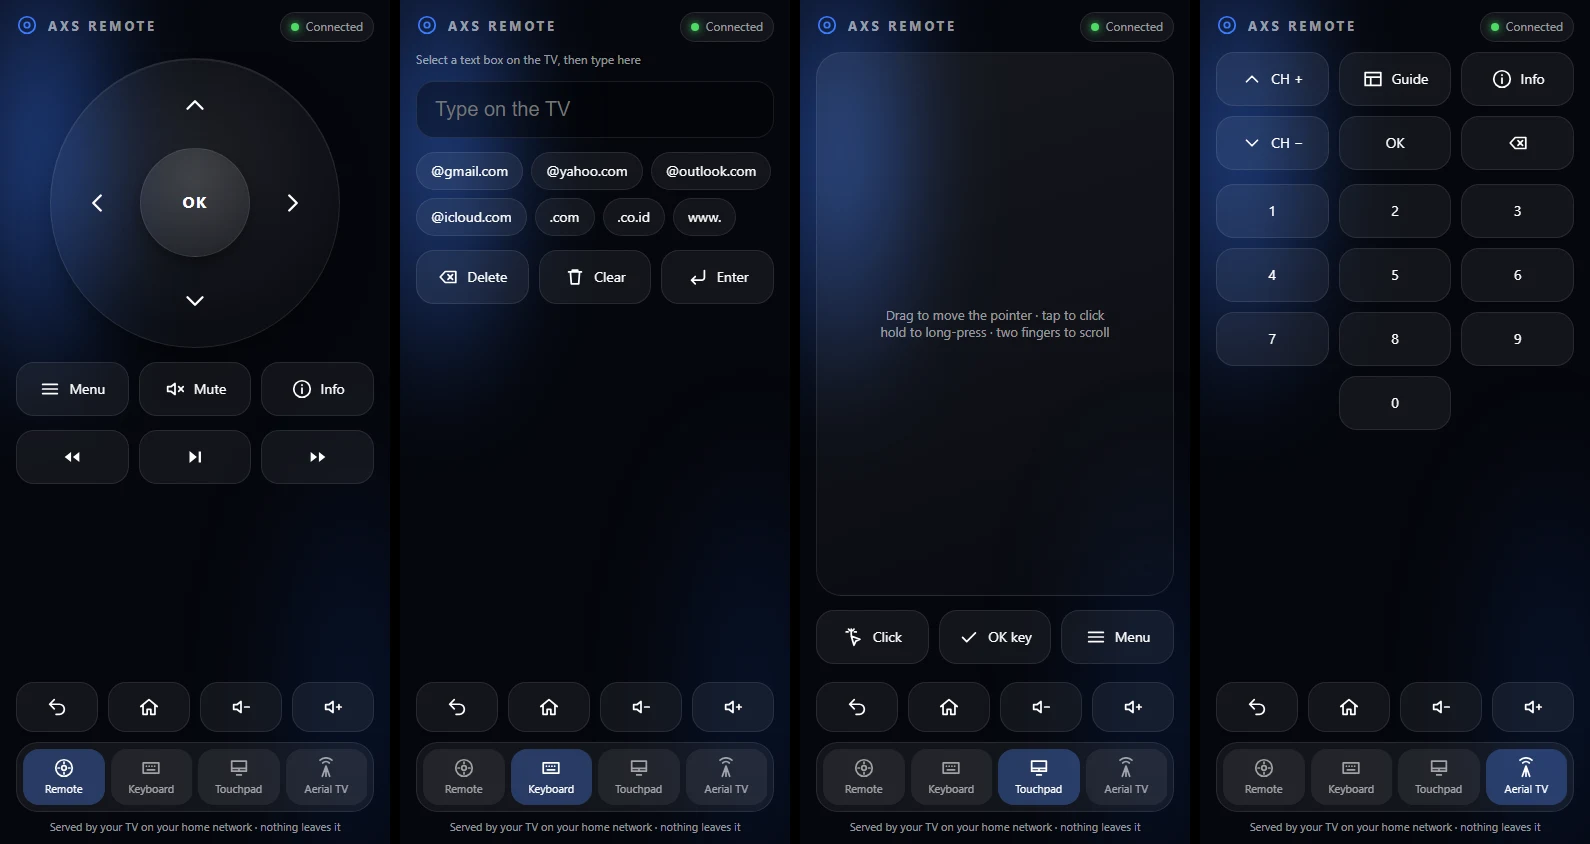 AXS REMOTE
Connected
OK
Menu
Mute
Info
Remote
Keyboard
Touchpad
Aerial TV
Served by your TV on your home network · nothing leaves it
AXS REMOTE
Connected
Select a text box on the TV, then type here
Type on the TV
@gmail.com
@yahoo.com
@outlook.com
@icloud.com
.com
.co.id
www.
Delete
Clear
Enter
Remote
Keyboard
Touchpad
Aerial TV
Served by your TV on your home network · nothing leaves it
AXS REMOTE
Connected
Drag to move the pointer · tap to click
hold to long-press · two fingers to scroll
Click
OK key
Menu
Remote
Keyboard
Touchpad
Aerial TV
Served by your TV on your home network · nothing leaves it
AXS REMOTE
Connected
CH +
Guide
Info
CH −
OK
1
2
3
4
5
6
7
8
9
0
Remote
Keyboard
Touchpad
Aerial TV
Served by your TV on your home network · nothing leaves it